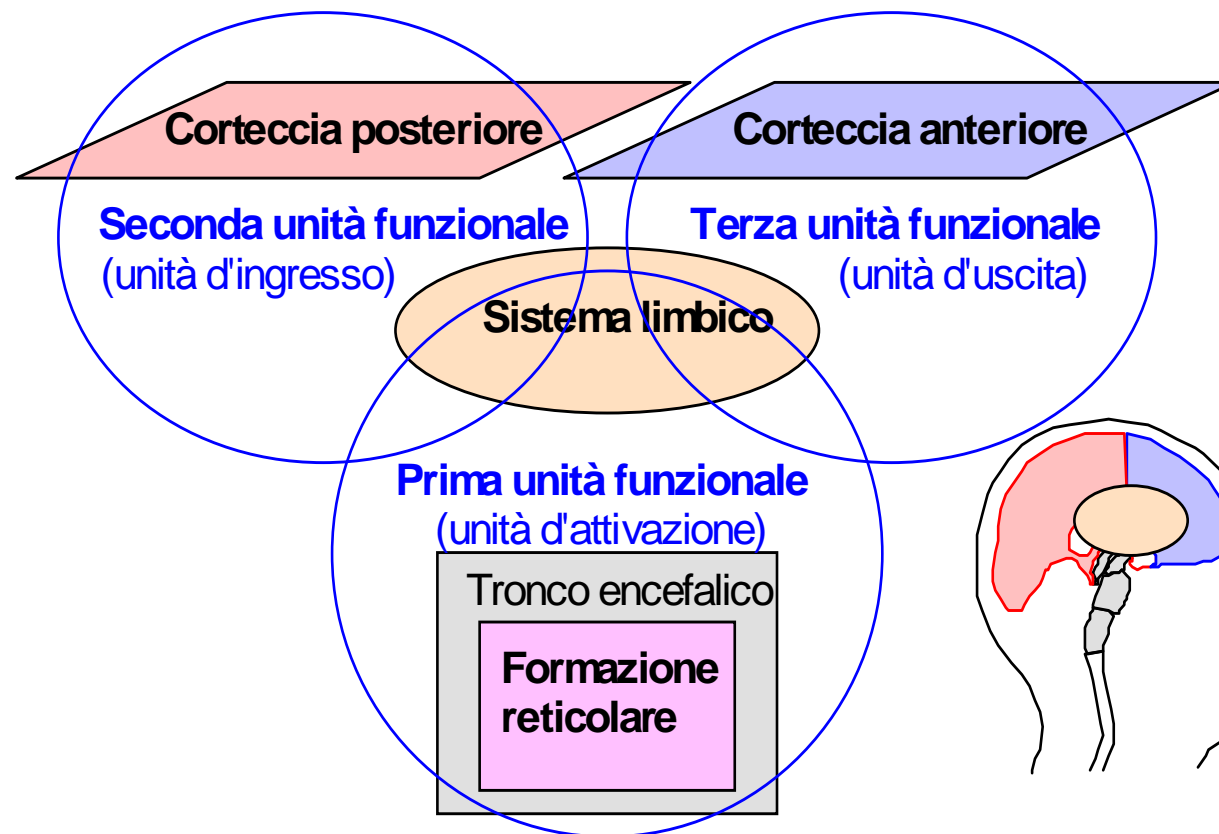 Corteccia posteriore
Corteccia anteriore
Seconda unità funzionale
(unità d'ingresso)
Terza unità funzionale
(unità d'uscita)
Sistema limbico
Prima unità funzionale
(unità d'attivazione)
Tronco encefalico
Formazione
reticolare